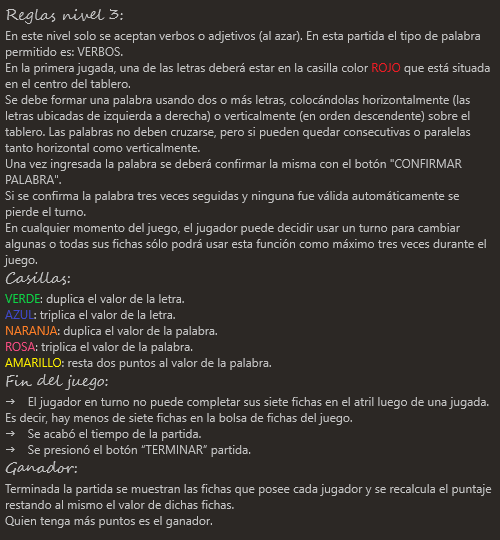 Reglas nivel 3:
En este nivel solo se aceptan verbos o adjetivos (al azar). En esta partida el tipo de palabra
permitido es: VERBOS.
En la primera jugada, una de las letras deberá estar en la casilla color ROJO que está situada
en el centro del tablero.
Se debe formar una palabra usando dos o más letras, colocándolas horizontalmente (las
letras ubicadas de izquierda a derecha) o verticalmente (en orden descendente) sobre el
tablero. Las palabras no deben cruzarse, pero si pueden quedar consecutivas o paralelas
tanto horizontal como verticalmente.
Una vez ingresada la palabra se deberá confirmar la misma con el botón "CONFIRMAR
PALABRA".
Si se confirma la palabra tres veces seguidas y ninguna fue válida automáticamente se
pierde el turno.
En cualquier momento del juego, el jugador puede decidir usar un turno para cambiar
algunas o todas sus fichas sólo podrá usar esta función como máximo tres veces durante el
juego.
Casillas:
VERDE: duplica el valor de la letra.
AZUL: triplica el valor de la letra.
NARANJA: duplica el valor de la palabra.
ROSA: triplica el valor de la palabra.
AMARILLO: resta dos puntos al valor de la palabra.
Fin del juego:
→ El jugador en turno no puede completar sus siete fichas en el atril luego de una jugada.
Es decir, hay menos de siete fichas en la bolsa de fichas del juego.
→ Se acabó el tiempo de la partida.
→ Se presionó el botón “TERMINAR” partida.
Ganador:
Terminada la partida se muestran las fichas que posee cada jugador y se recalcula el puntaje
restando al mismo el valor de dichas fichas.
Quien tenga más puntos es el ganador.